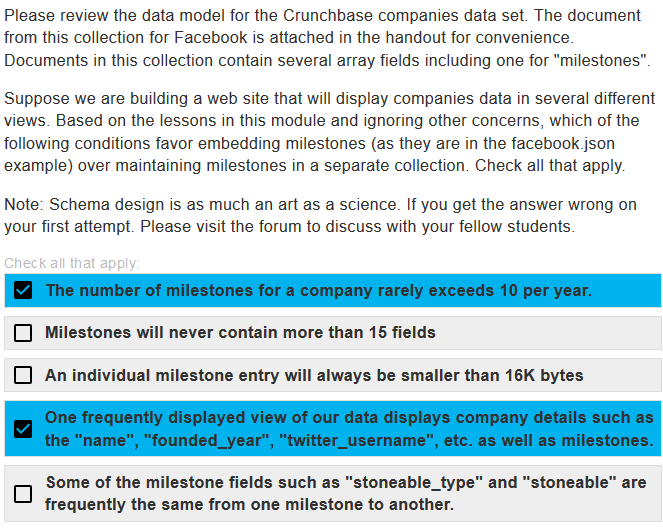 Please review the data model for the Crunchbase companies data set. The document
from this collection for Facebook is attached in the handout for convenience.
Documents in this collection contain several array fields including one for "milestones".
Suppose we are building a web site that will display companies data in several different
views. Based on the lessons in this module and ignoring other concerns, which of the
following conditions favor embedding milestones (as they are in the facebook.json
example) over maintaining milestones in a separate collection. Check all that apply.
Note: Schema design is as much an art as a science. If you get the answer wrong on
your first attempt. Please visit the forum to discuss with your fellow students.
Check all that apply:
The number of milestones for a company rarely exceeds 10 per year.
Milestones will never contain more than 15 fields
An individual milestone entry will always be smaller than 16K bytes
One frequently displayed view of our data displays company details such as
the "name", "founded_year", "twitter_username", etc. as well as milestones.
Some of the milestone fields such as "stoneable_type" and "stoneable" are
frequently the same from one milestone to another.